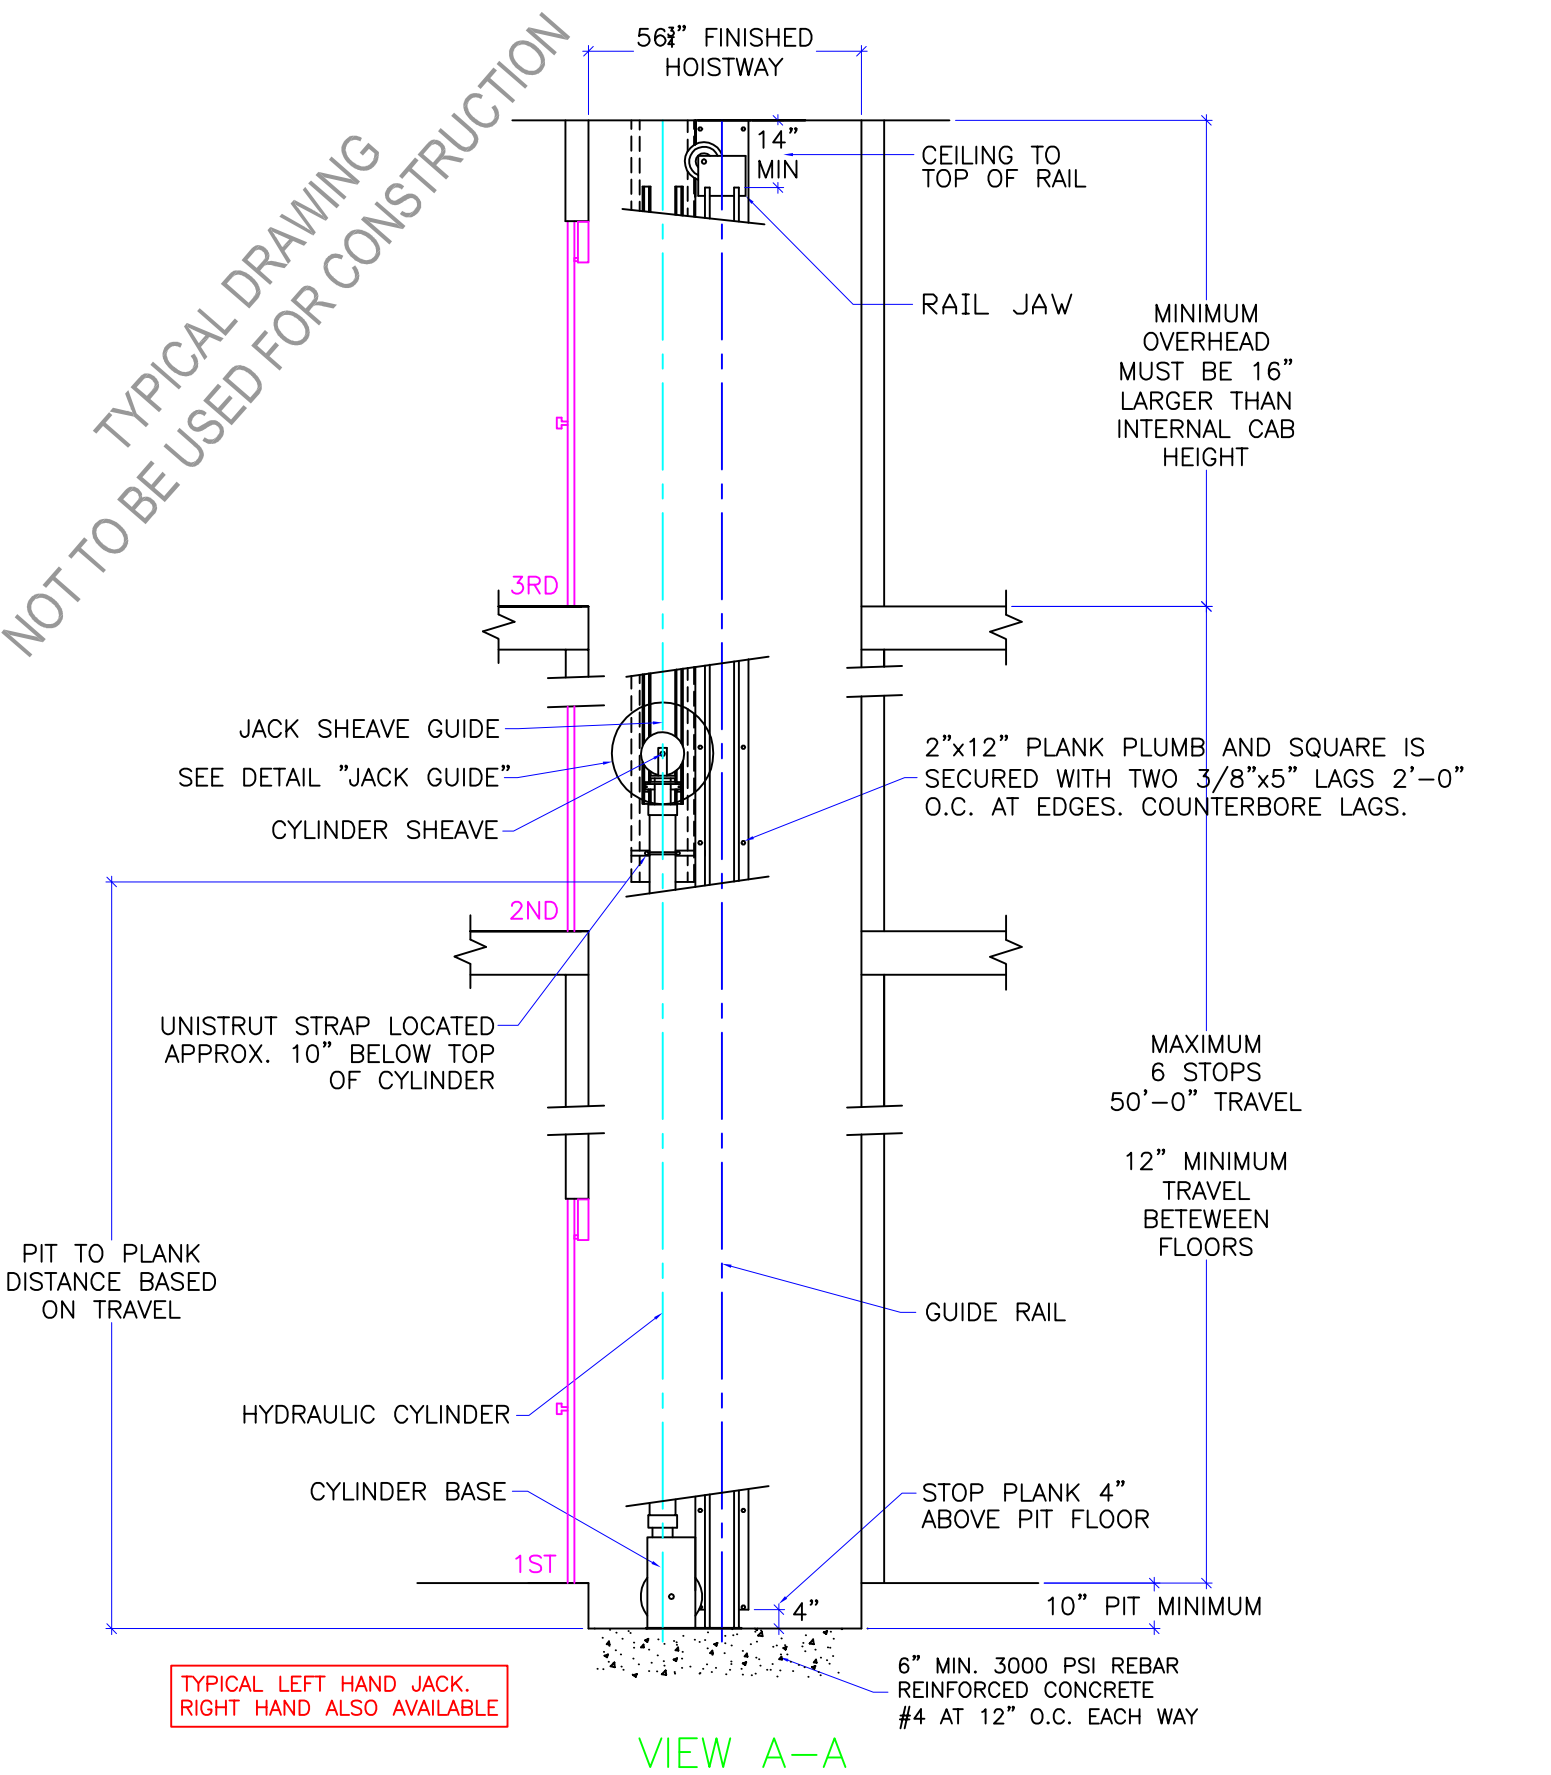 56¾” FINISHED
HOISTWAY
TYPICAL DRAWING
NOT TO BE USED FOR CONSTRUCTION
14”
MIN
CEILING TO
TOP OF RAIL
RAIL JAW
MINIMUM
OVERHEAD
MUST BE 16”
LARGER THAN
INTERNAL CAB
HEIGHT
3RD
JACK SHEAVE GUIDE
SEE DETAIL ”JACK GUIDE”
CYLINDER SHEAVE
2”x12” PLANK PLUMB AND SQUARE IS
SECURED WITH TWO 3/8”x5” LAGS 2’-0”
O.C. AT EDGES. COUNTERBORE LAGS.
2ND
UNISTRUT STRAP LOCATED
APPROX. 10” BELOW TOP
OF CYLINDER
MAXIMUM
6 STOPS
50’-0” TRAVEL
12” MINIMUM
TRAVEL
BETEWEEN
FLOORS
PIT TO PLANK
DISTANCE BASED
ON TRAVEL
GUIDE RAIL
HYDRAULIC CYLINDER
CYLINDER BASE
STOP PLANK 4”
ABOVE PIT FLOOR
1ST
4”
10” PIT MINIMUM
6” MIN. 3000 PSI REBAR
REINFORCED CONCRETE
#4 AT 12” O.C. EACH WAY
TYPICAL LEFT HAND JACK.
RIGHT HAND ALSO AVAILABLE
VIEW A-A